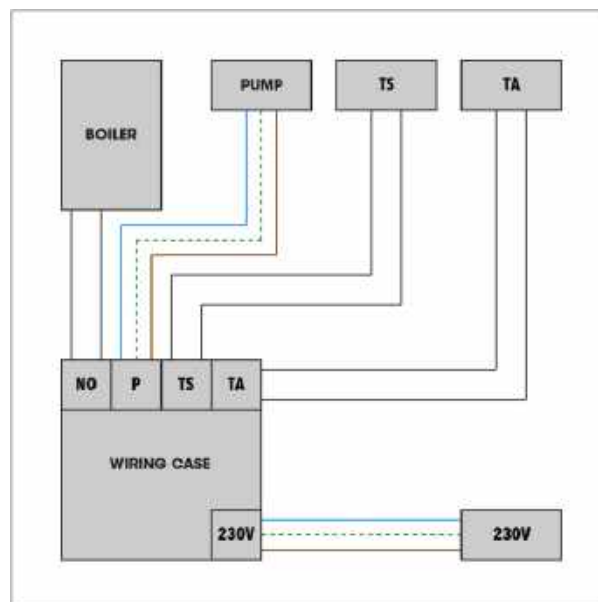 PUMP
TS
TA
BOILER
NO
P
TS
TA
WIRING CASE
230V
230V